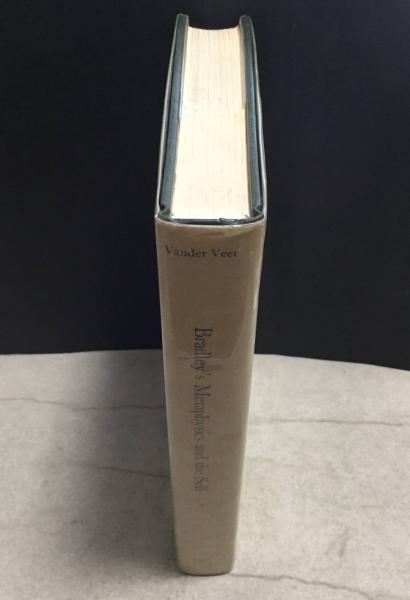 Vander Veer
Bradley's Metaphysics and the Self